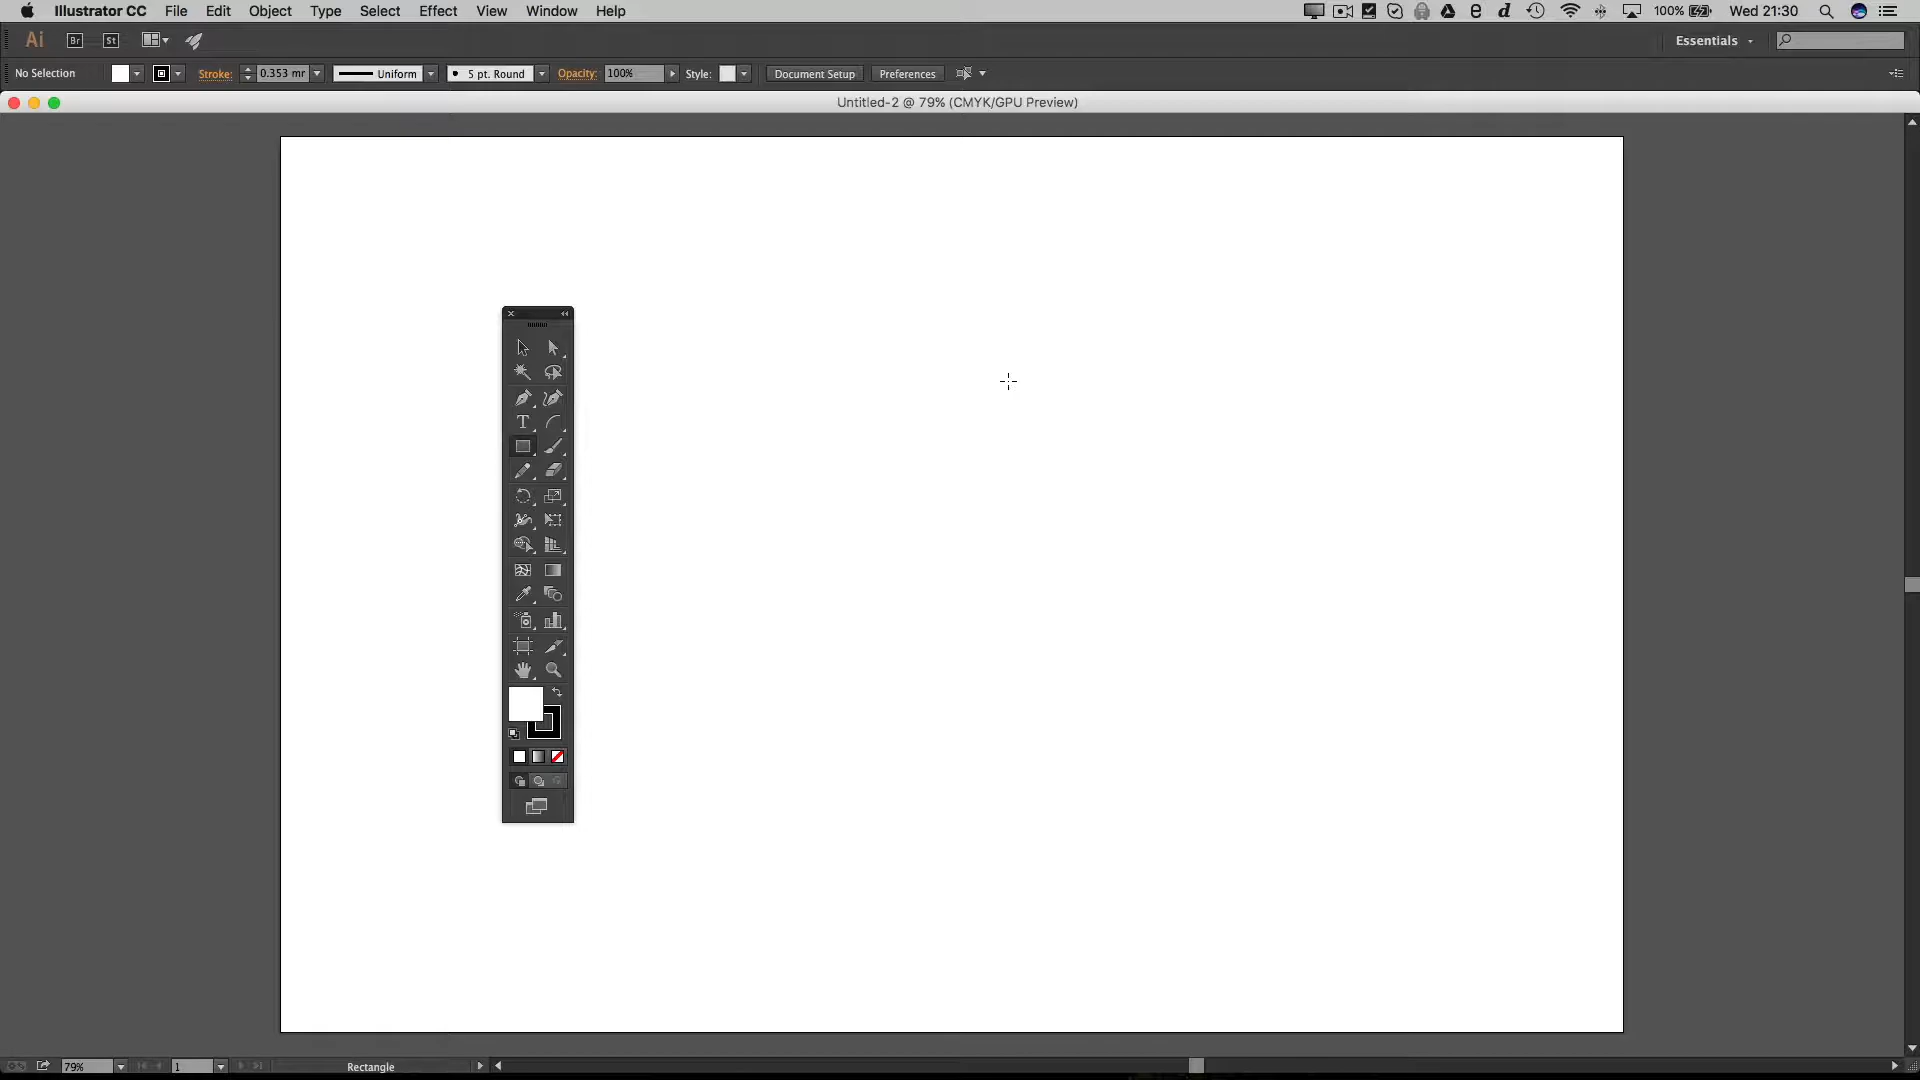 Illustrator CC File Edit Object Type Select Effect View Window Help 100% Wed 21:30
Ai Br St Essentials
No Selection Stroke: 0.353 mr Uniform 5 pt. Round Opacity: 100% Style: Document Setup Preferences
Untitled-2 @ 79% (CMYK/GPU Preview)
T
79% 1 Rectangle